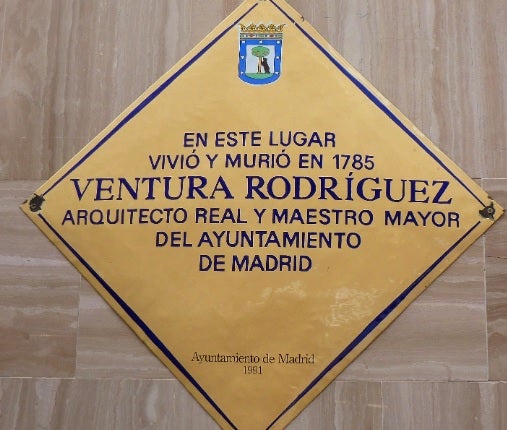 EN ESTE LUGAR
VIVIÓ Y MURIÓ EN 1785
VENTURA RODRÍGUEZ
ARQUITECTO REAL Y MAESTRO MAYOR
DEL AYUNTAMIENTO
DE MADRID
Ayuntamiento de Madrid
1991